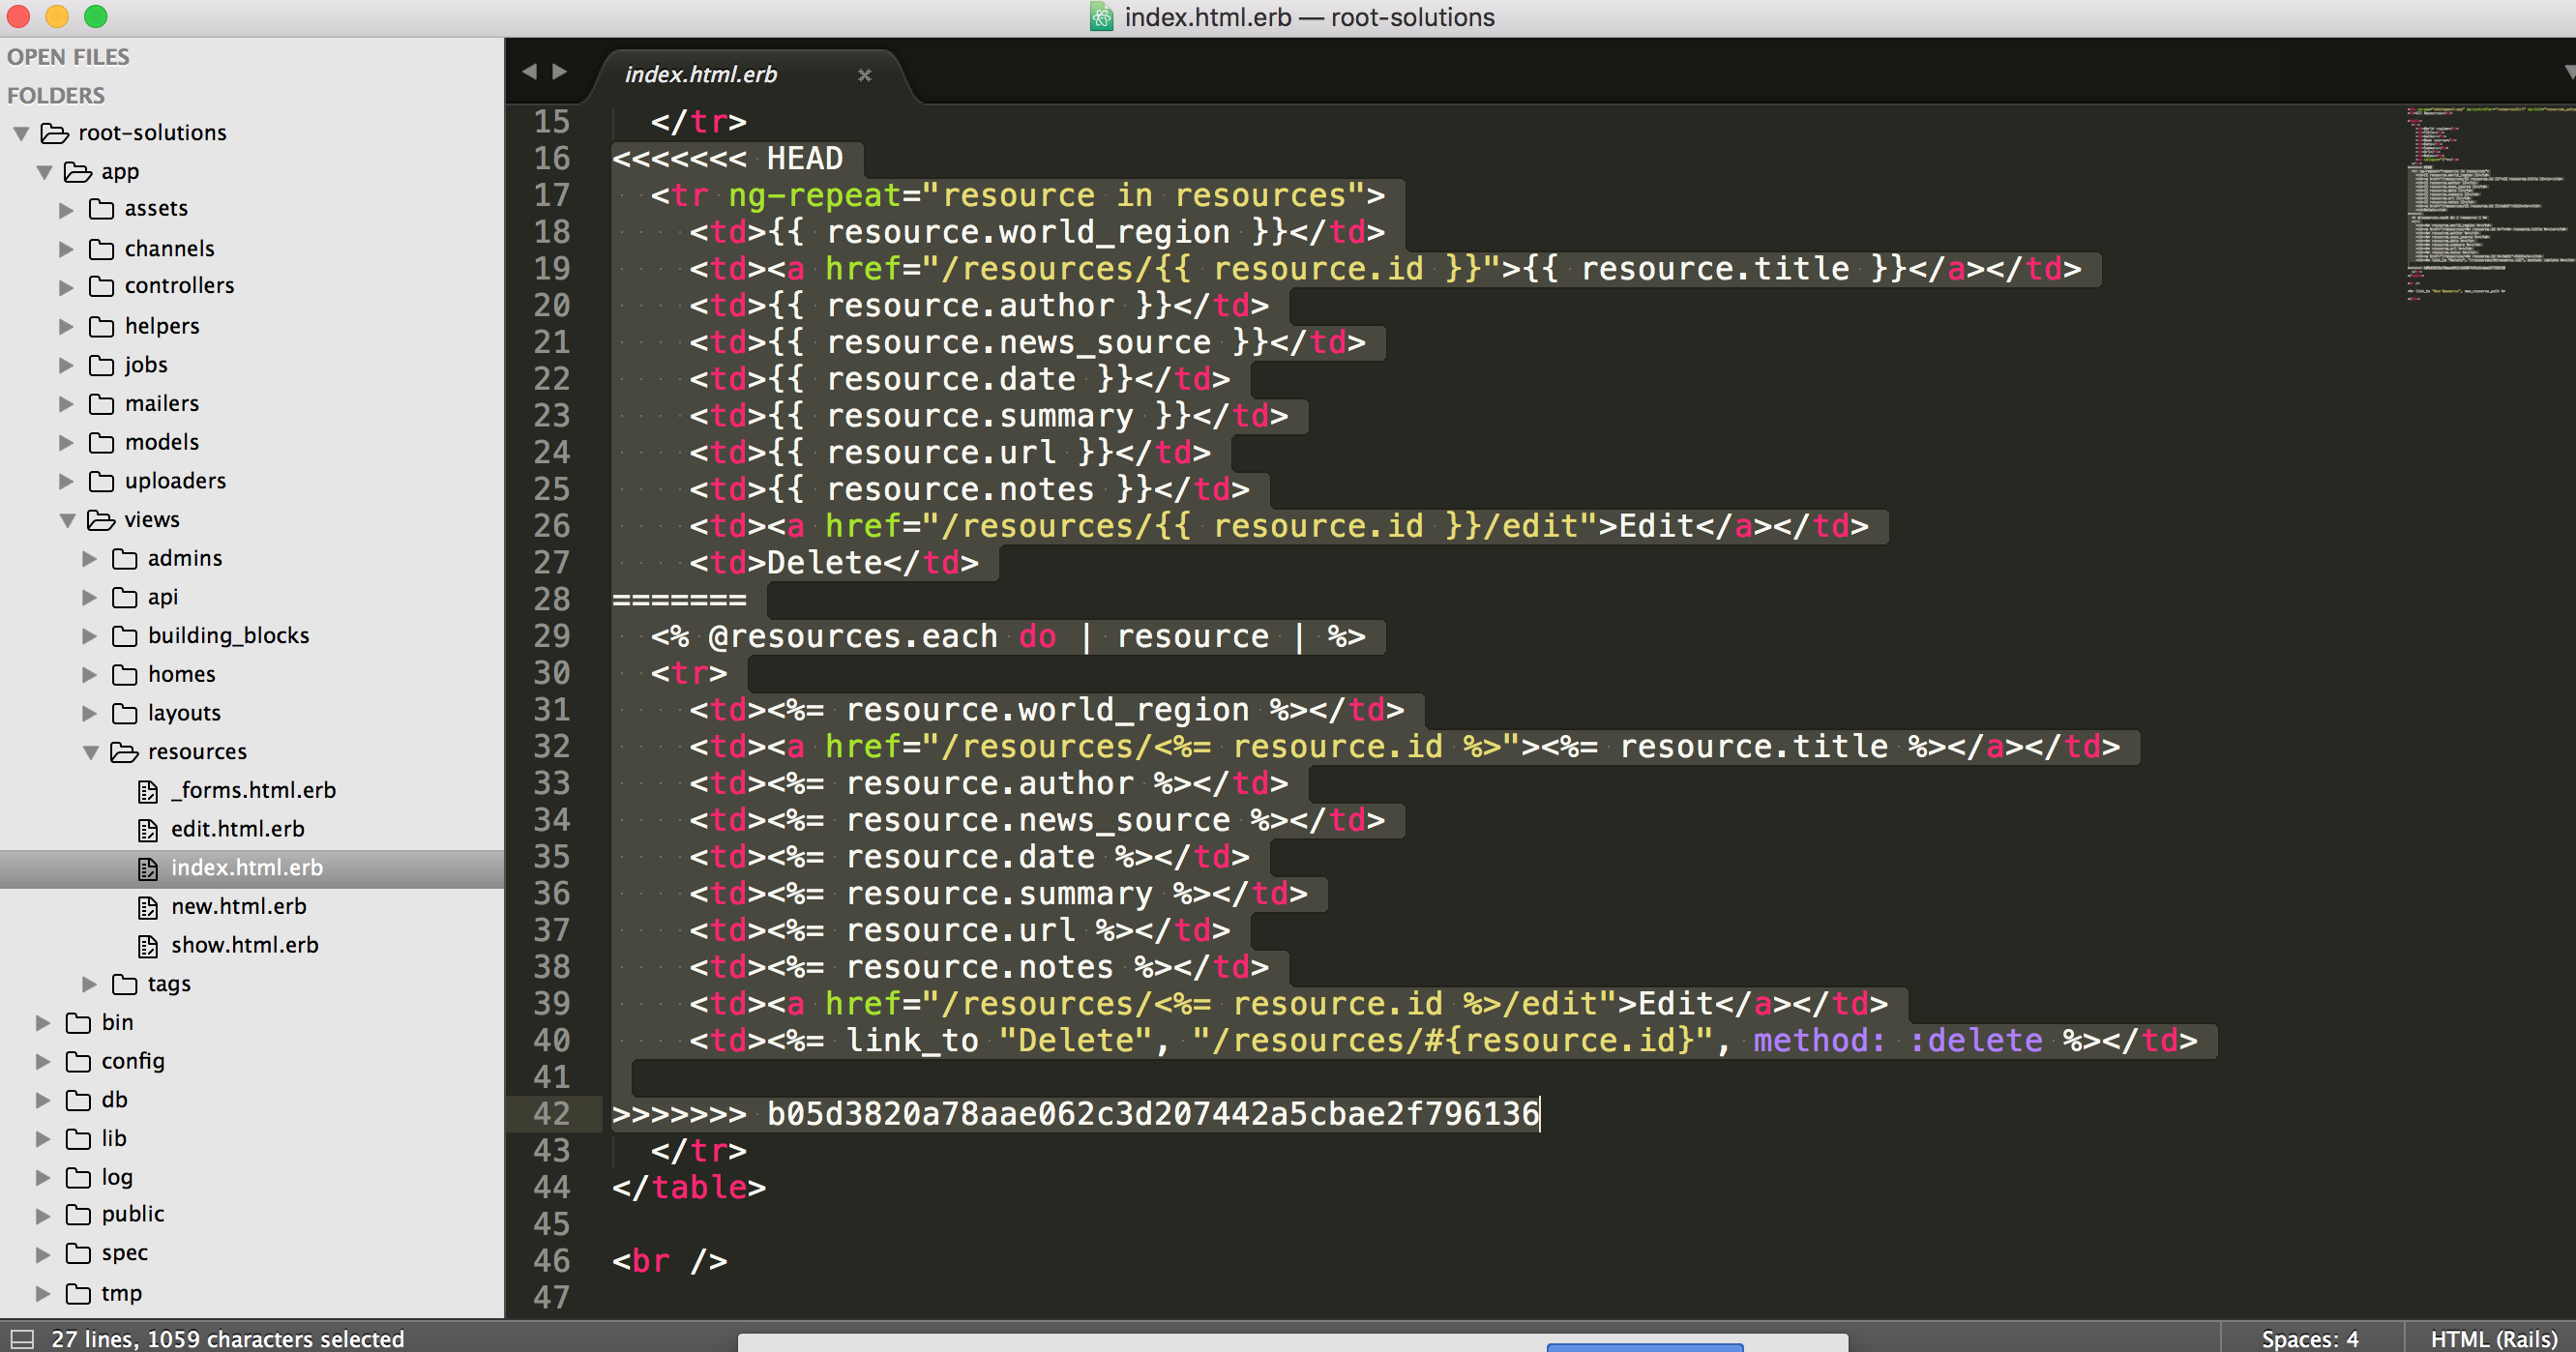 index.html.erb — root-solutions
OPEN FILES
FOLDERS
root-solutions
app
assets
channels
controllers
helpers
jobs
mailers
models
uploaders
views
admins
api
building_blocks
homes
layouts
resources
_forms.html.erb
edit.html.erb
index.html.erb
new.html.erb
show.html.erb
tags
bin
config
db
lib
log
public
spec
tmp
index.html.erb
15 </tr>
16 <<<<<<< HEAD
17 <tr ng-repeat="resource in resources">
18 <td>{{ resource.world_region }}</td>
19 <td><a href="/resources/{{ resource.id }}">{{ resource.title }}</a></td>
20 <td>{{ resource.author }}</td>
21 <td>{{ resource.news_source }}</td>
22 <td>{{ resource.date }}</td>
23 <td>{{ resource.summary }}</td>
24 <td>{{ resource.url }}</td>
25 <td>{{ resource.notes }}</td>
26 <td><a href="/resources/{{ resource.id }}/edit">Edit</a></td>
27 <td>Delete</td>
28 =======
29 <% @resources.each do | resource | %>
30 <tr>
31 <td><%= resource.world_region %></td>
32 <td><a href="/resources/<%= resource.id %>"><%= resource.title %></a></td>
33 <td><%= resource.author %></td>
34 <td><%= resource.news_source %></td>
35 <td><%= resource.date %></td>
36 <td><%= resource.summary %></td>
37 <td><%= resource.url %></td>
38 <td><%= resource.notes %></td>
39 <td><a href="/resources/<%= resource.id %>/edit">Edit</a></td>
40 <td><%= link_to "Delete", "/resources/#{resource.id}", method: :delete %></td>
41
42 >>>>>>> b05d3820a78aae062c3d207442a5cbae2f796136
43 </tr>
44 </table>
45
46 <br />
47
27 lines, 1059 characters selected
Spaces: 4
HTML (Rails)